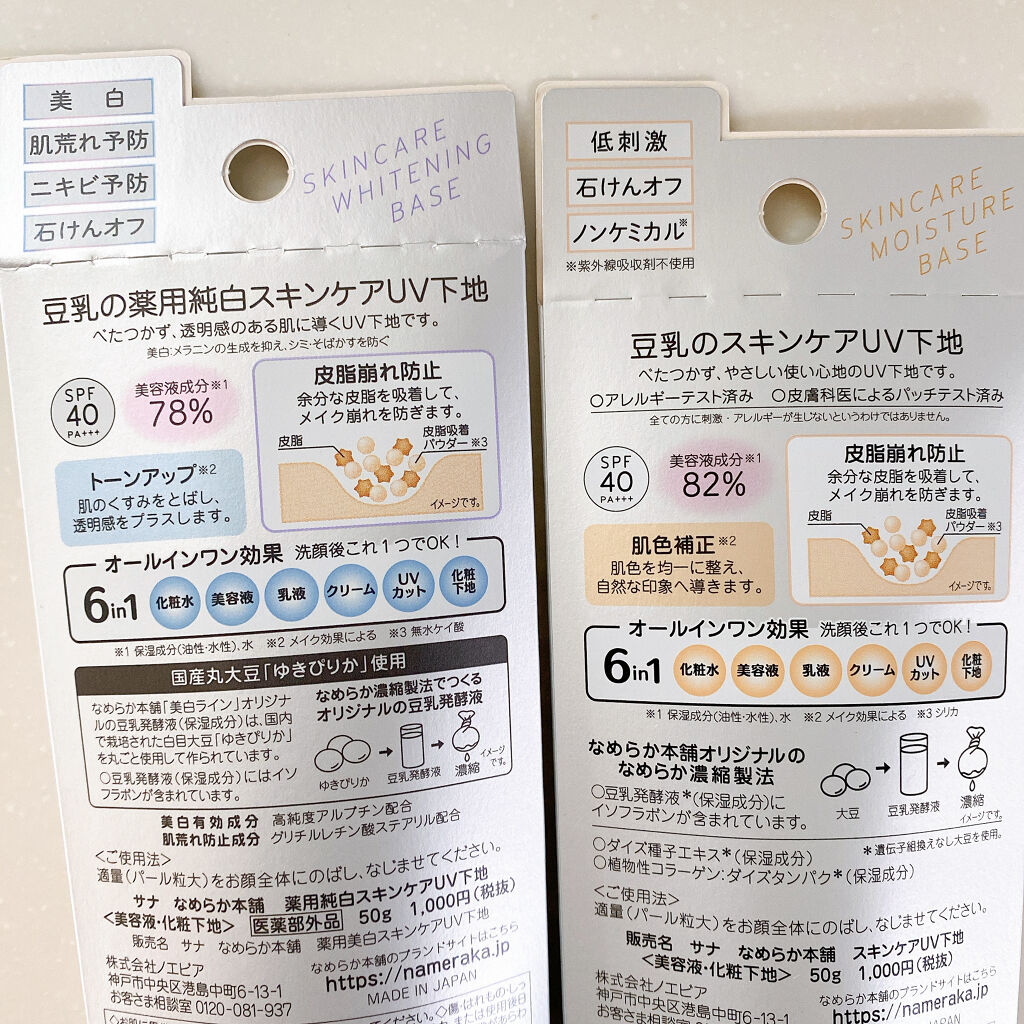 美 白
肌荒れ予防
ニキビ予防
石けんオフ
SKINCARE
WHITENING
BASE
豆乳の薬用純白スキンケアUV下地
べたつかず、透明感のある肌に導くUV下地です。
美白:メラニンの生成を抑え、シミ・そばかすを防ぐ
SPF
40
PA+++
美容液成分※1
78%
トーンアップ※2
肌のくすみをとばし、
透明感をプラスします。
皮脂崩れ防止
余分な皮脂を吸着して、
メイク崩れを防ぎます。
皮脂
皮脂吸着
パウダー※3
イメージです。
オールインワン効果 洗顔後これ1つでOK!
6in1 化粧水 美容液 乳液 クリーム UVカット 化粧下地
※1 保湿成分(油性・水性)、水 ※2 メイク効果による ※3 無水ケイ酸
国産丸大豆「ゆきぴりか」使用
なめらか本舗「美白ライン」オリジナ
ルの豆乳発酵液(保湿成分)は、国内
で栽培された白目大豆「ゆきぴりか」
を丸ごと使用して作られています。
○豆乳発酵液(保湿成分)にはイソ
フラボンが含まれています。
なめらか濃縮製法でつくる
オリジナルの豆乳発酵液
ゆきぴりか
豆乳発酵液
濃縮
イメージです。
美白有効成分 高純度アルブチン配合
肌荒れ防止成分 グリチルレチン酸ステアリル配合
<ご使用法>
適量(パール粒大)をお顔全体にのばし、なじませてください。
サナ なめらか本舗 薬用純白スキンケアUV下地
<美容液・化粧下地> 医薬部外品 50g 1,000円(税抜)
販売名 サナ なめらか本舗 薬用美白スキンケアUV下地
株式会社ノエビア
神戸市中央区港島中町6-13-1
お客さま相談室 0120-081-937
なめらか本舗のブランドサイトはこちら
https://nameraka.jp
MADE IN JAPAN
低刺激
石けんオフ
ノンケミカル※
※紫外線吸収剤不使用
SKINCARE
MOISTURE
BASE
豆乳のスキンケアUV下地
べたつかず、やさしい使い心地のUV下地です。
○アレルギーテスト済み ○皮膚科医によるパッチテスト済み
全ての方に刺激・アレルギーが生じないというわけではありません。
SPF
40
PA+++
美容液成分※1
82%
肌色補正※2
肌色を均一に整え、
自然な印象へ導きます。
皮脂崩れ防止
余分な皮脂を吸着して、
メイク崩れを防ぎます。
皮脂
皮脂吸着
パウダー※3
イメージです。
オールインワン効果 洗顔後これ1つでOK!
6in1 化粧水 美容液 乳液 クリーム UVカット 化粧下地
※1 保湿成分(油性・水性)、水 ※2 メイク効果による ※3 シリカ
なめらか本舗オリジナルの
なめらか濃縮製法
○豆乳発酵液*(保湿成分)に
イソフラボンが含まれています。
大豆
豆乳発酵液
濃縮
イメージです。
○ダイズ種子エキス*(保湿成分)
○植物性コラーゲン:ダイズタンパク*(保湿成分)
*遺伝子組換えなし大豆を使用。
<ご使用法>
適量(パール粒大)をお顔全体にのばし、なじませてください。
販売名 サナ なめらか本舗 スキンケアUV下地
<美容液・化粧下地> 50g 1,000円(税抜)
株式会社ノエビア
神戸市中央区港島中町6-13-1
なめらか本舗のブランドサイトはこちら
https://nameraka.jp